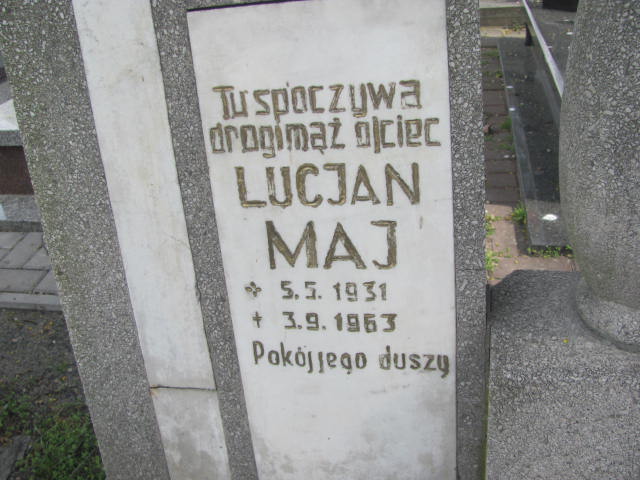 Tu spoczywa
drogi mąż ojciec
LUCJAN
MAJ
✥ 5.5.1931
† 3.9.1963
Pokój jego duszy